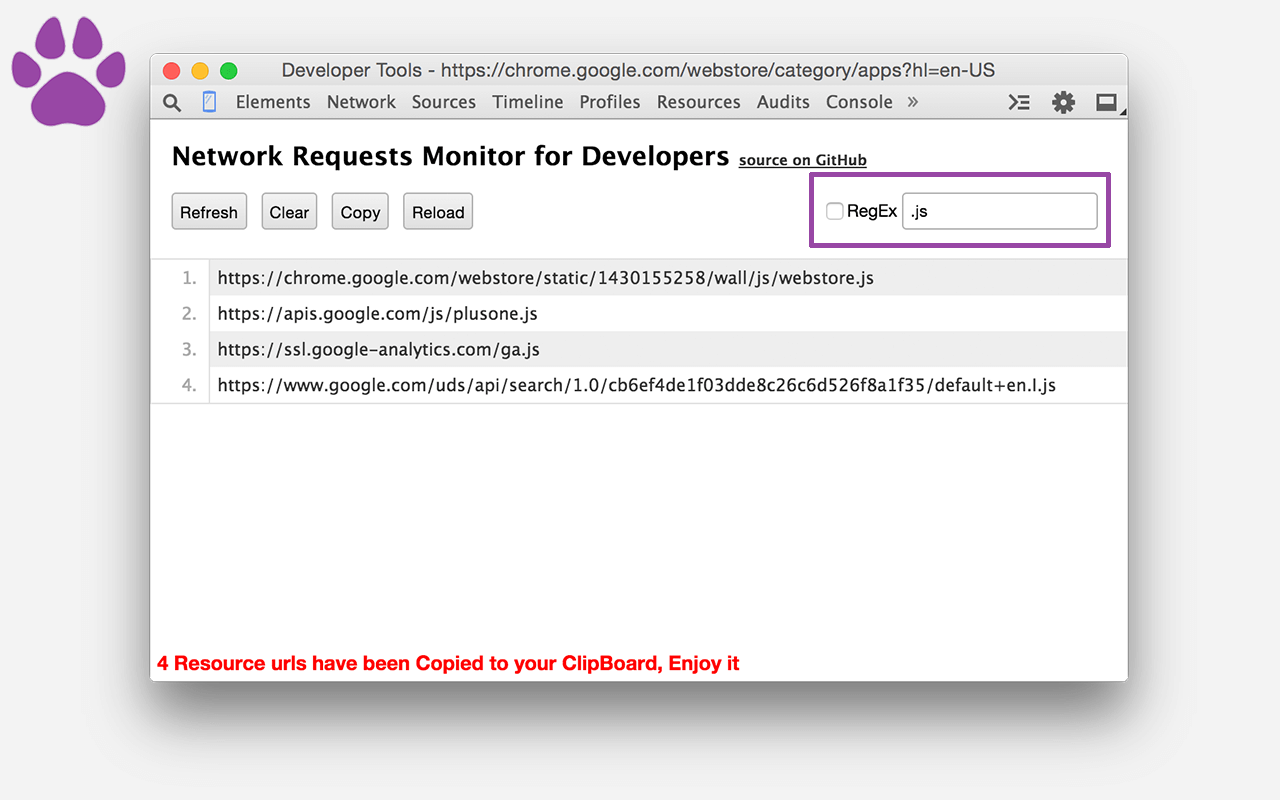 Developer Tools - https://chrome.google.com/webstore/category/apps?hl=en-US
Elements Network Sources Timeline Profiles Resources Audits Console »
Network Requests Monitor for Developers source on GitHub
Refresh Clear Copy Reload RegEx .js
1. https://chrome.google.com/webstore/static/1430155258/wall/js/webstore.js
2. https://apis.google.com/js/plusone.js
3. https://ssl.google-analytics.com/ga.js
4. https://www.google.com/uds/api/search/1.0/cb6ef4de1f03dde8c26c6d526f8a1f35/default+en.I.js
4 Resource urls have been Copied to your ClipBoard, Enjoy it